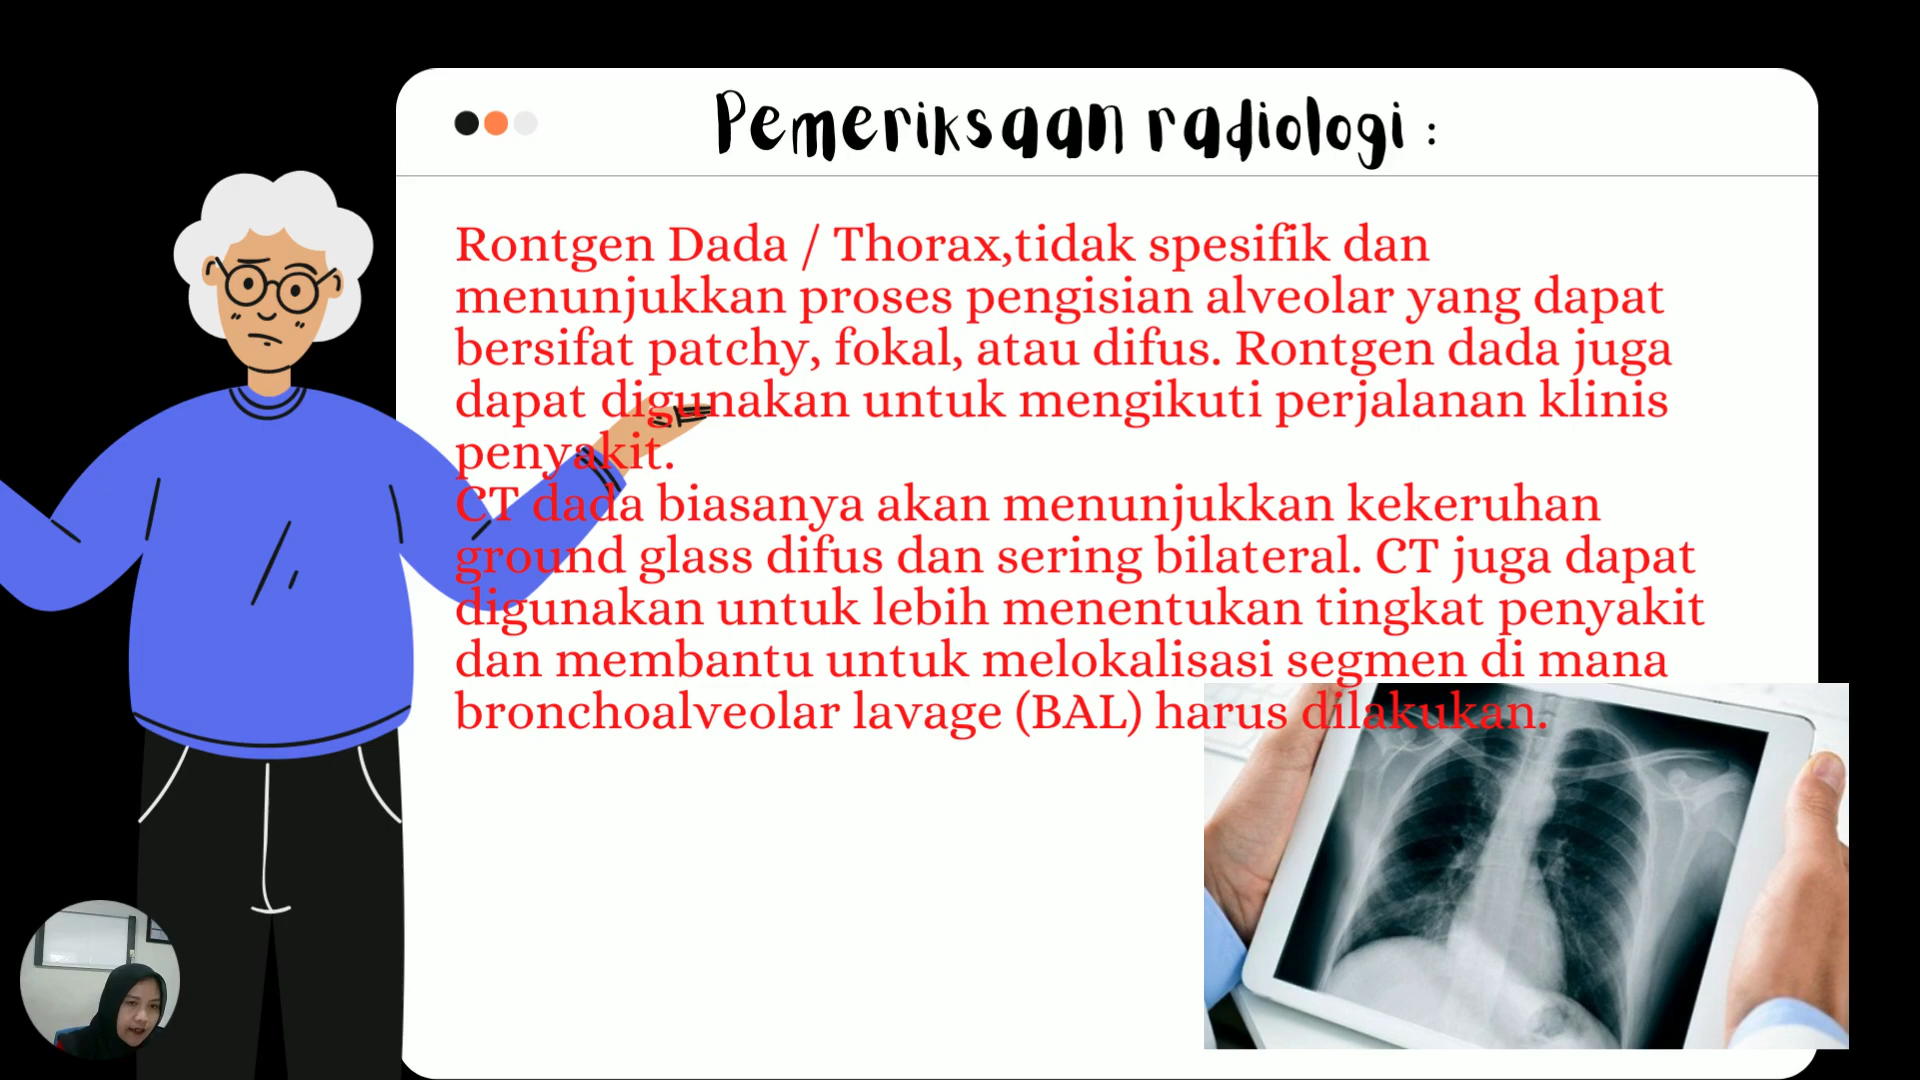 Pemeriksaan radiologi :
Rontgen Dada / Thorax,tidak spesifik dan
menunjukkan proses pengisian alveolar yang dapat
bersifat patchy, fokal, atau difus. Rontgen dada juga
dapat digunakan untuk mengikuti perjalanan klinis
penyakit.
CT dada biasanya akan menunjukkan kekeruhan
ground glass difus dan sering bilateral. CT juga dapat
digunakan untuk lebih menentukan tingkat penyakit
dan membantu untuk melokalisasi segmen di mana
bronchoalveolar lavage (BAL) harus dilakukan.